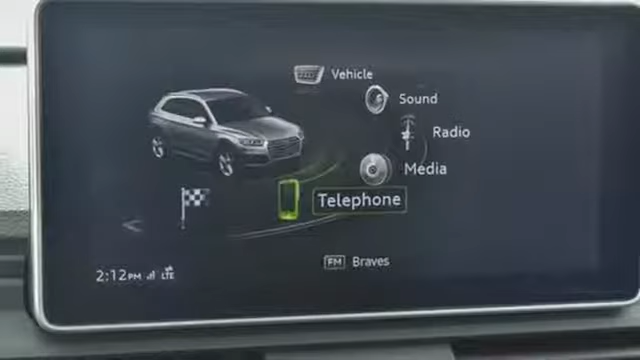 Vehicle
Sound
Radio
Media
Telephone
FM Braves
2:12PM LTE